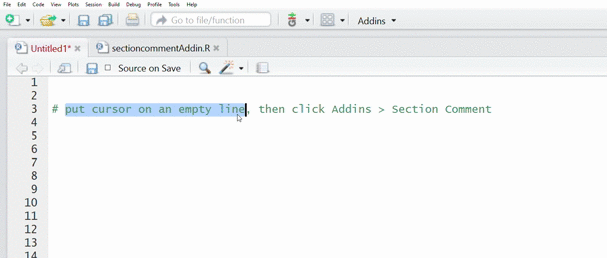 File Edit Code View Plots Session Build Debug Profile Tools Help
Go to file/function Addins
Untitled1* sectioncommentAddin.R
Source on Save
1
2
3 # put cursor on an empty line, then click Addins > Section Comment
4
5
6
7
8
9
10
11
12
13
14